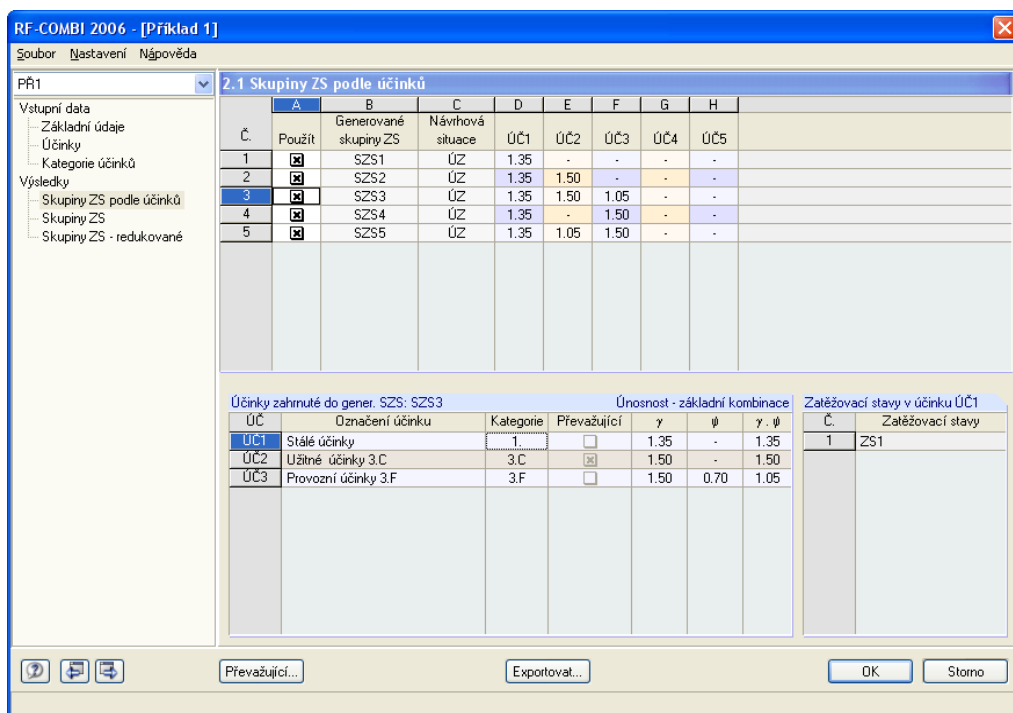 RF-COMBI 2006 - [Příklad 1]
Soubor Nastavení Nápověda
PŘ1
Vstupní data
Základní údaje
Účinky
Kategorie účinků
Výsledky
Skupiny ZS podle účinků
Skupiny ZS
Skupiny ZS - redukované
2.1 Skupiny ZS podle účinků
A B C D E F G H
Generované Návrhová
Č. Použít skupiny ZS situace ÚČ1 ÚČ2 ÚČ3 ÚČ4 ÚČ5
1 SZS1 ÚZ 1.35 - - - -
2 SZS2 ÚZ 1.35 1.50 - - -
3 SZS3 ÚZ 1.35 1.50 1.05 - -
4 SZS4 ÚZ 1.35 - 1.50 - -
5 SZS5 ÚZ 1.35 1.05 1.50 - -
Účinky zahrnuté do gener. SZS: SZS3 Únosnost - základní kombinace
ÚČ Označení účinku Kategorie Převažující γ ψ γ . ψ
ÚČ1 Stálé účinky 1. 1.35 - 1.35
ÚČ2 Užitné účinky 3.C 3.C 1.50 - 1.50
ÚČ3 Provozní účinky 3.F 3.F 1.50 0.70 1.05
Zatěžovací stavy v účinku ÚČ1
Č. Zatěžovací stavy
1 ZS1
Převažující... Exportovat... OK Storno